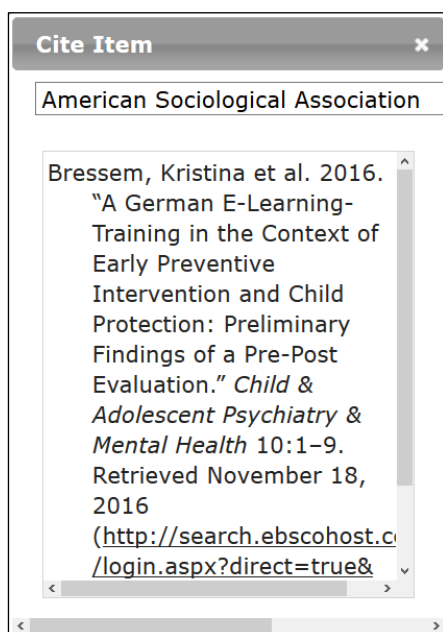 Cite Item
American Sociological Association
Bressem, Kristina et al. 2016.
“A German E-Learning-
Training in the Context of
Early Preventive
Intervention and Child
Protection: Preliminary
Findings of a Pre-Post
Evaluation.” Child &
Adolescent Psychiatry &
Mental Health 10:1–9.
Retrieved November 18,
2016
(http://search.ebscohost.c
/login.aspx?direct=true&